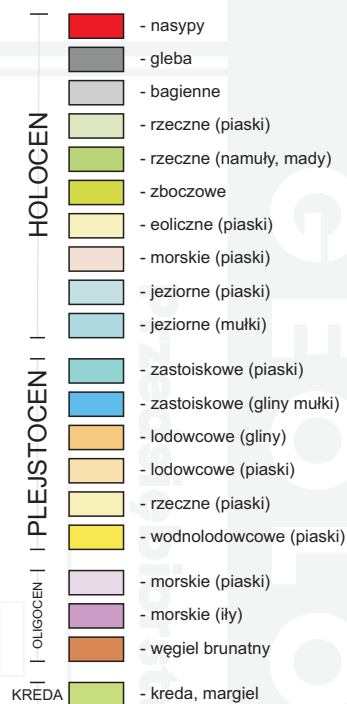 HOLOCEN
- nasypy
- gleba
- bagienne
- rzeczne (piaski)
- rzeczne (namuły, mady)
- zboczowe
- eoliczne (piaski)
- morskie (piaski)
- jeziorne (piaski)
- jeziorne (mułki)
PLEJSTOCEN
- zastoiskowe (piaski)
- zastoiskowe (gliny mułki)
- lodowcowe (gliny)
- lodowcowe (piaski)
- rzeczne (piaski)
- wodnolodowcowe (piaski)
OLIGOCEN
- morskie (piaski)
- morskie (iły)
- węgiel brunatny
KREDA
- kreda, margiel
GEOLO